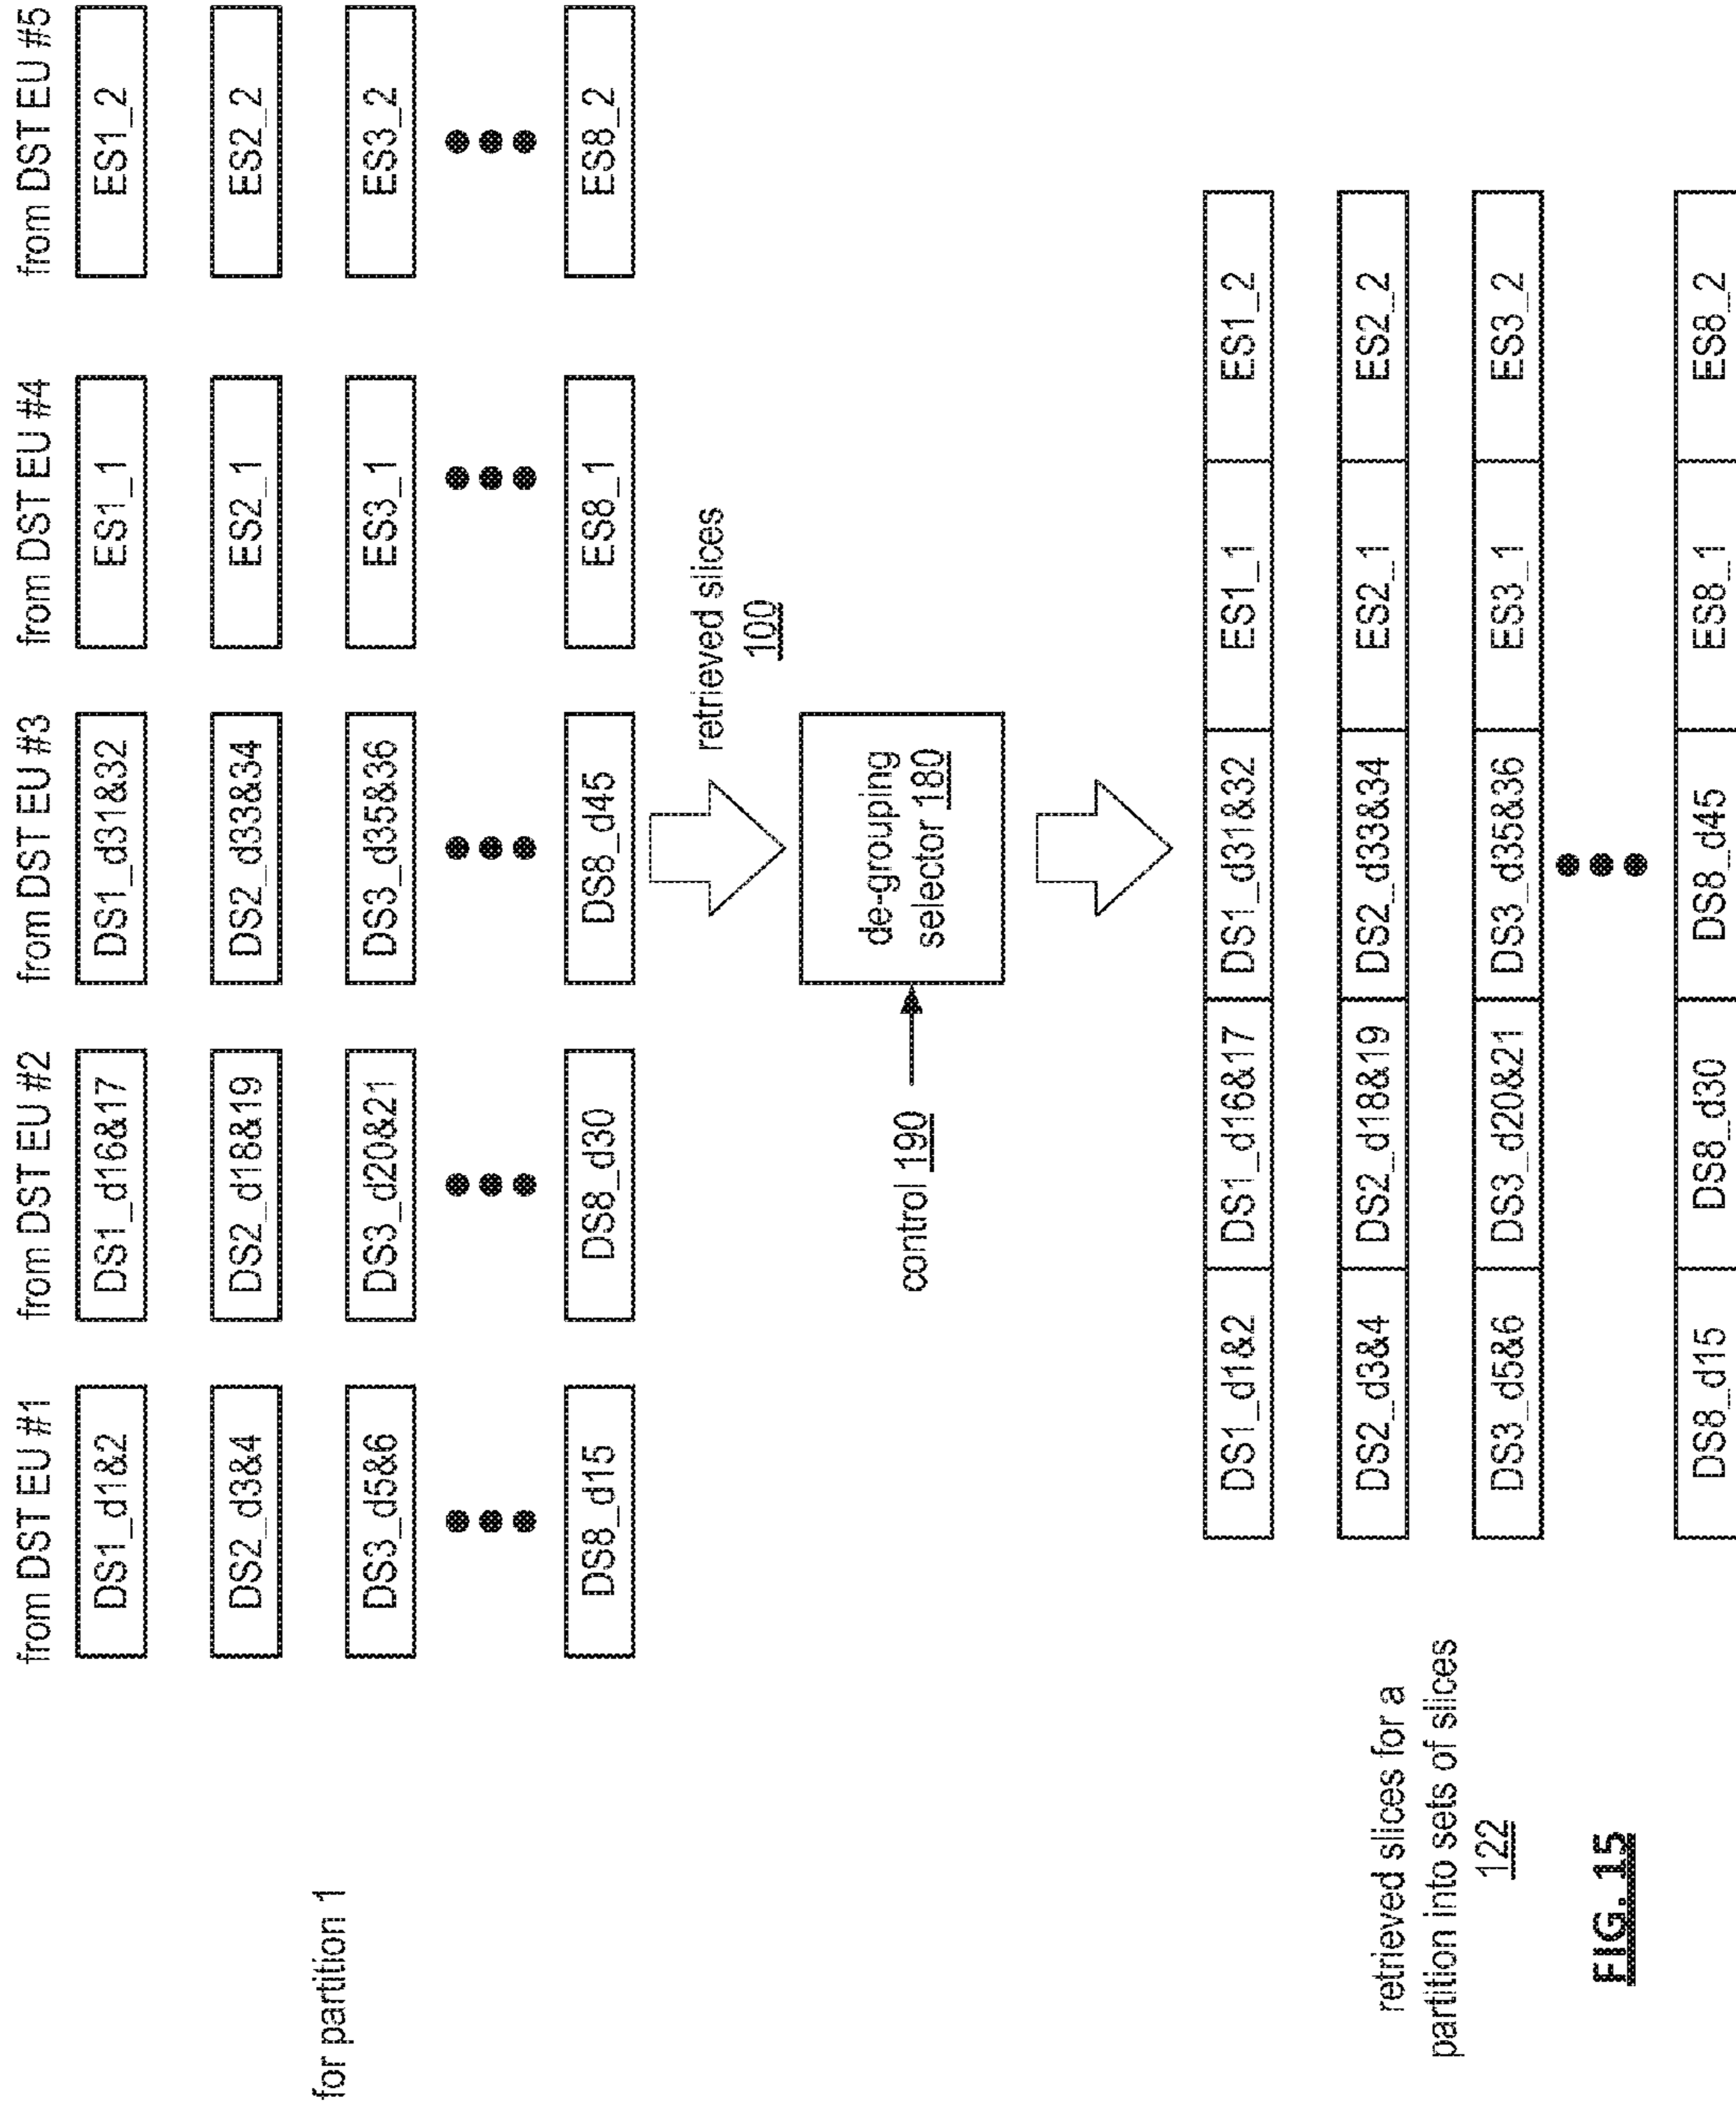 from DST EU #1
from DST EU #2
from DST EU #3
from DST EU #4
from DST EU #5
DS1_d1&2
DS1_d16&17
DS1_d31&32
ES1_1
ES1_2
DS2_d3&4
DS2_d18&19
DS2_d33&34
ES2_1
ES2_2
for partition 1
DS3_d5&6
DS3_d20&21
DS3_d35&36
ES3_1
ES3_2
DS8_d15
DS8_d30
DS8_d45
ES8_1
ES8_2
retrieved slices
100
control 190
de-grouping
selector 180
DS1_d1&2
DS1_d16&17
DS1_d31&32
ES1_1
ES1_2
retrieved slices for a
partition into sets of slices
122
DS2_d3&4
DS2_d18&19
DS2_d33&34
ES2_1
ES2_2
DS3_d5&6
DS3_d20&21
DS3_d35&36
ES3_1
ES3_2
DS8_d15
DS8_d30
DS8_d45
ES8_1
ES8_2
FIG. 15